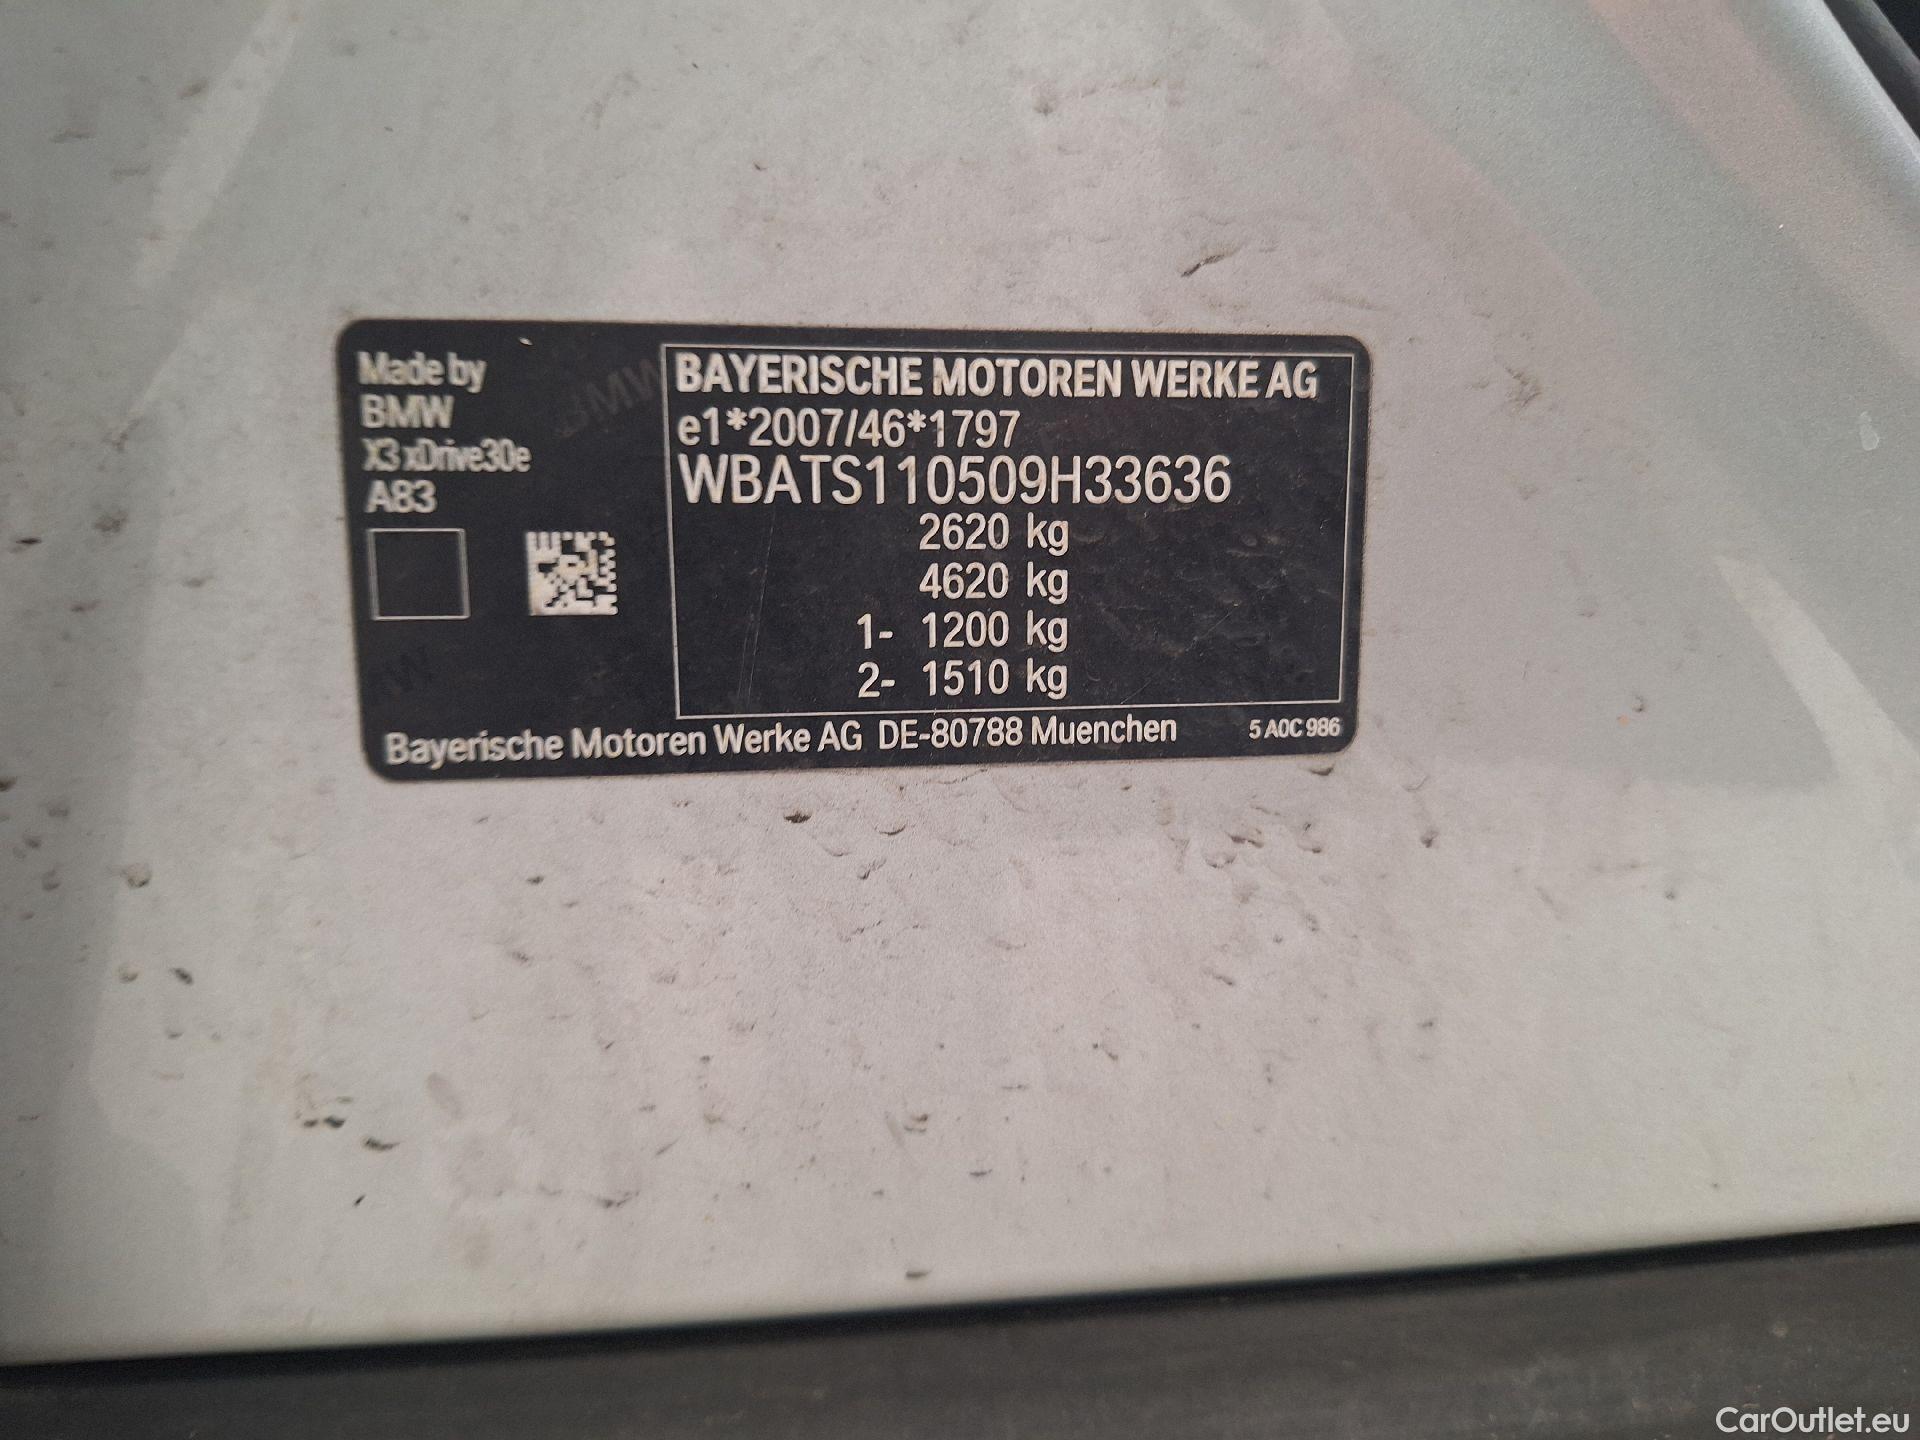 Made by
BMW
X3 xDrive30e
A83
BAYERISCHE MOTOREN WERKE AG
e1*2007/46*1797
WBATS110509H33636
2620 kg
4620 kg
1- 1200 kg
2- 1510 kg
Bayerische Motoren Werke AG DE-80788 Muenchen
5 A0C 986
CarOutlet.eu